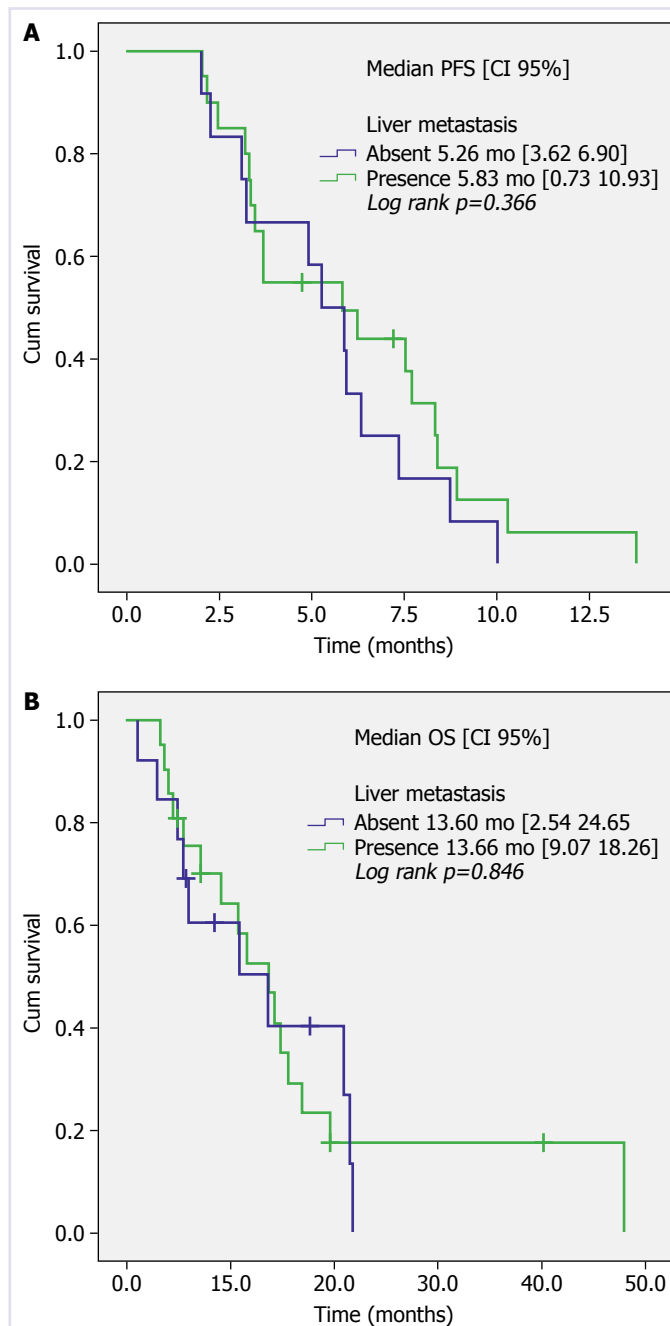 A
Median PFS [CI 95%]
Liver metastasis
Absent 5.26 mo [3.62 6.90]
Presence 5.83 mo [0.73 10.93]
Log rank p=0.366
Cum survival
1.0
0.8
0.6
0.4
0.2
0.0
0.0 2.5 5.0 7.5 10.0 12.5
Time (months)
B
Median OS [CI 95%]
Liver metastasis
Absent 13.60 mo [2.54 24.65
Presence 13.66 mo [9.07 18.26]
Log rank p=0.846
Cum survival
1.0
0.8
0.6
0.4
0.2
0.0
0.0 15.0 20.0 30.0 40.0 50.0
Time (months)